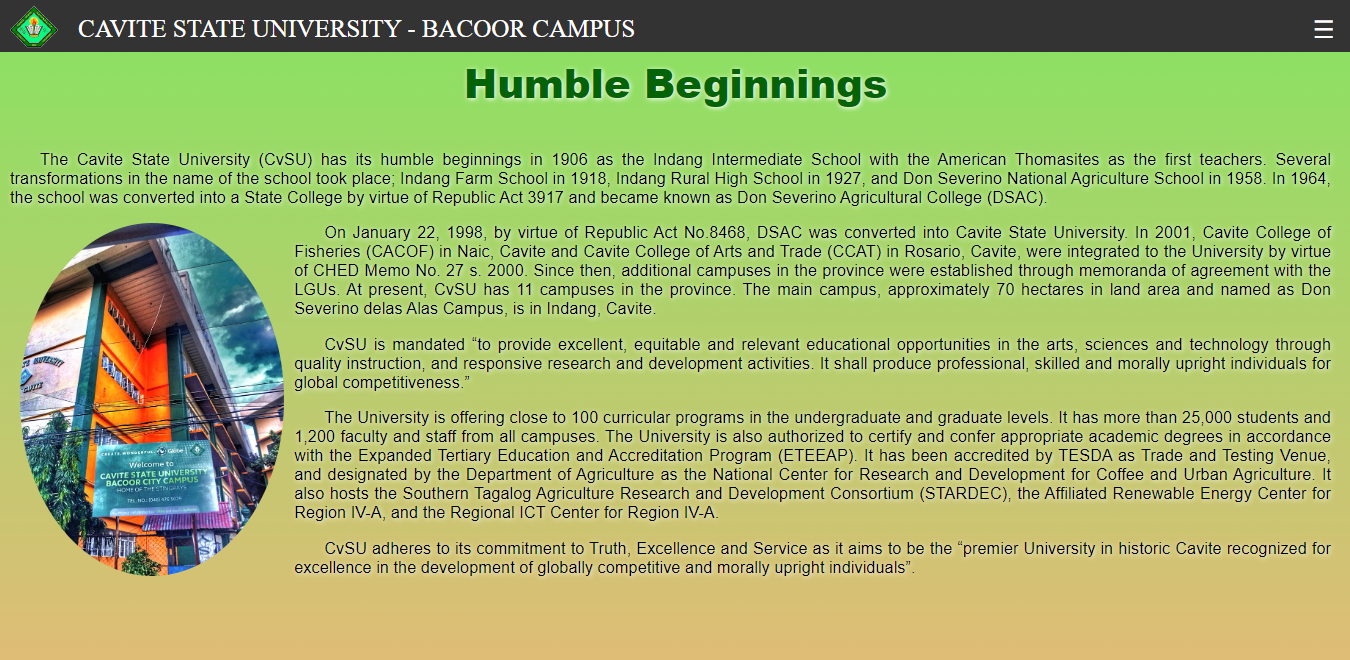 CAVITE STATE UNIVERSITY - BACOOR CAMPUS
☰
Humble Beginnings
The Cavite State University (CvSU) has its humble beginnings in 1906 as the Indang Intermediate School with the American Thomasites as the first teachers. Several
transformations in the name of the school took place; Indang Farm School in 1918, Indang Rural High School in 1927, and Don Severino National Agriculture School in 1958. In 1964,
the school was converted into a State College by virtue of Republic Act 3917 and became known as Don Severino Agricultural College (DSAC).
On January 22, 1998, by virtue of Republic Act No.8468, DSAC was converted into Cavite State University. In 2001, Cavite College of
Fisheries (CACOF) in Naic, Cavite and Cavite College of Arts and Trade (CCAT) in Rosario, Cavite, were integrated to the University by virtue
of CHED Memo No. 27 s. 2000. Since then, additional campuses in the province were established through memoranda of agreement with the
LGUs. At present, CvSU has 11 campuses in the province. The main campus, approximately 70 hectares in land area and named as Don
Severino delas Alas Campus, is in Indang, Cavite.
CvSU is mandated “to provide excellent, equitable and relevant educational opportunities in the arts, sciences and technology through
quality instruction, and responsive research and development activities. It shall produce professional, skilled and morally upright individuals for
global competitiveness.”
The University is offering close to 100 curricular programs in the undergraduate and graduate levels. It has more than 25,000 students and
1,200 faculty and staff from all campuses. The University is also authorized to certify and confer appropriate academic degrees in accordance
with the Expanded Tertiary Education and Accreditation Program (ETEEAP). It has been accredited by TESDA as Trade and Testing Venue,
and designated by the Department of Agriculture as the National Center for Research and Development for Coffee and Urban Agriculture. It
also hosts the Southern Tagalog Agriculture Research and Development Consortium (STARDEC), the Affiliated Renewable Energy Center for
Region IV-A, and the Regional ICT Center for Region IV-A.
CvSU adheres to its commitment to Truth, Excellence and Service as it aims to be the “premier University in historic Cavite recognized for
excellence in the development of globally competitive and morally upright individuals”.
UNIVERSITY
CAVITE
CREATE WONDERFUL. Globe
Welcome to
CAVITE STATE UNIVERSITY
BACOOR CITY CAMPUS
HOME OF THE STINGRAYS